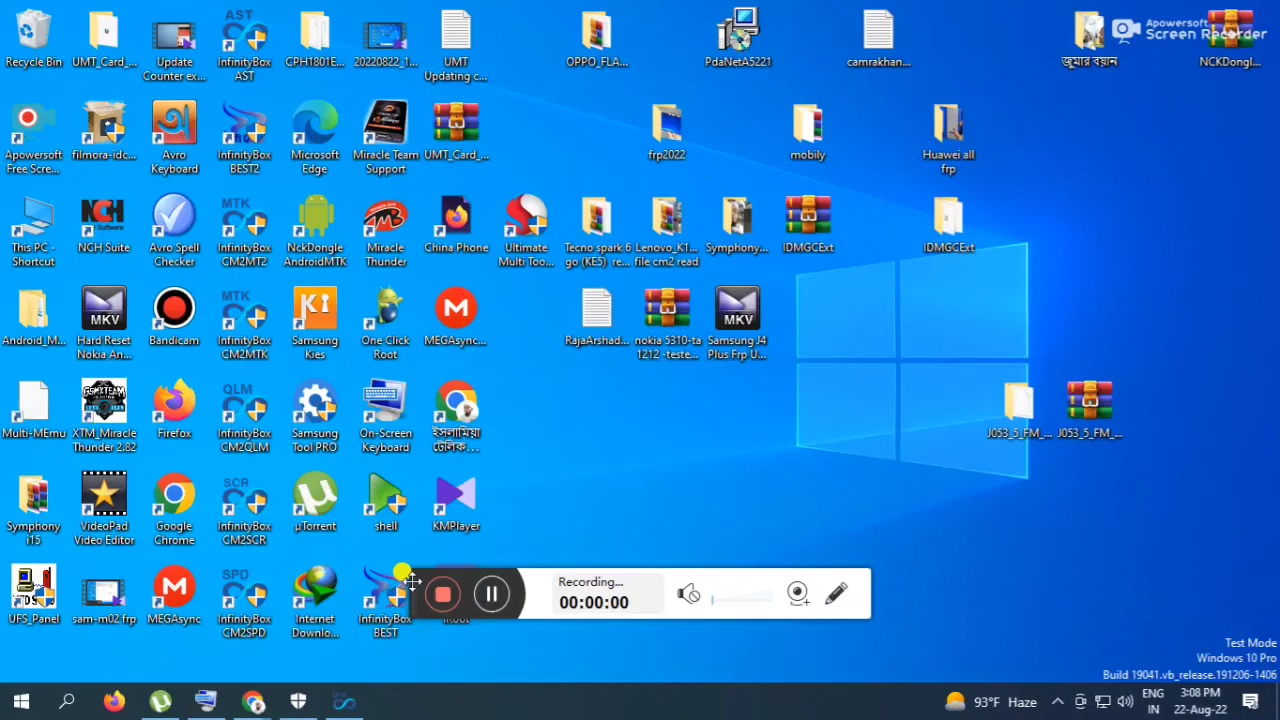 Apowersoft
Screen Recorder
Recycle Bin
UMT_Card_...
Update
Counter ex...
AST
InfinityBox
AST
CPH1801E...
20220822_1...
UMT
Updating c...
OPPO_FLA...
PdaNetA5221
camrakhan...
জুমার বয়ান
NCKDongl...
Apowersoft
Free Scre...
filmora-idc...
Avro
Keyboard
InfinityBox
BEST2
Microsoft
Edge
Miracle Team
Support
UMT_Card_...
frp2022
mobily
Huawei all
frp
This PC -
Shortcut
NCH
Software
NCH Suite
Avro Spell
Checker
MTK
InfinityBox
CM2MT2
NckDongle
AndroidMTK
Miracle
Thunder
China Phone
Ultimate
Multi Too...
Tecno spark 6
go (KE5) re...
Lenovo_K1...
file cm2 read
Symphony...
IDMGCExt
IDMGCExt
Android_M...
MKV
Hard Reset
Nokia An...
Bandicam
MTK
InfinityBox
CM2MTK
Samsung
Kies
One Click
Root
MEGAsync...
RajaArshad...
nokia 5310-ta
1212 -teste...
MKV
Samsung J4
Plus Frp U...
Multi-MEmu
XTM_Miracle
Thunder 2.82
Firefox
QLM
InfinityBox
CM2QLM
Samsung
Tool PRO
On-Screen
Keyboard
ইসলামিয়া
টেলিক...
J053_5_FM_...
J053_5_FM_...
Symphony
i15
VideoPad
Video Editor
Google
Chrome
SCR
InfinityBox
CM2SCR
µTorrent
shell
KMPlayer
UFS_Panel
sam-m02 frp
MEGAsync
SPD
InfinityBox
CM2SPD
Internet
Downlo...
InfinityBox
BEST
Recording...
00:00:00
Test Mode
Windows 10 Pro
Build 19041.vb_release.191206-1406
93°F Haze
ENG
IN
3:08 PM
22-Aug-22